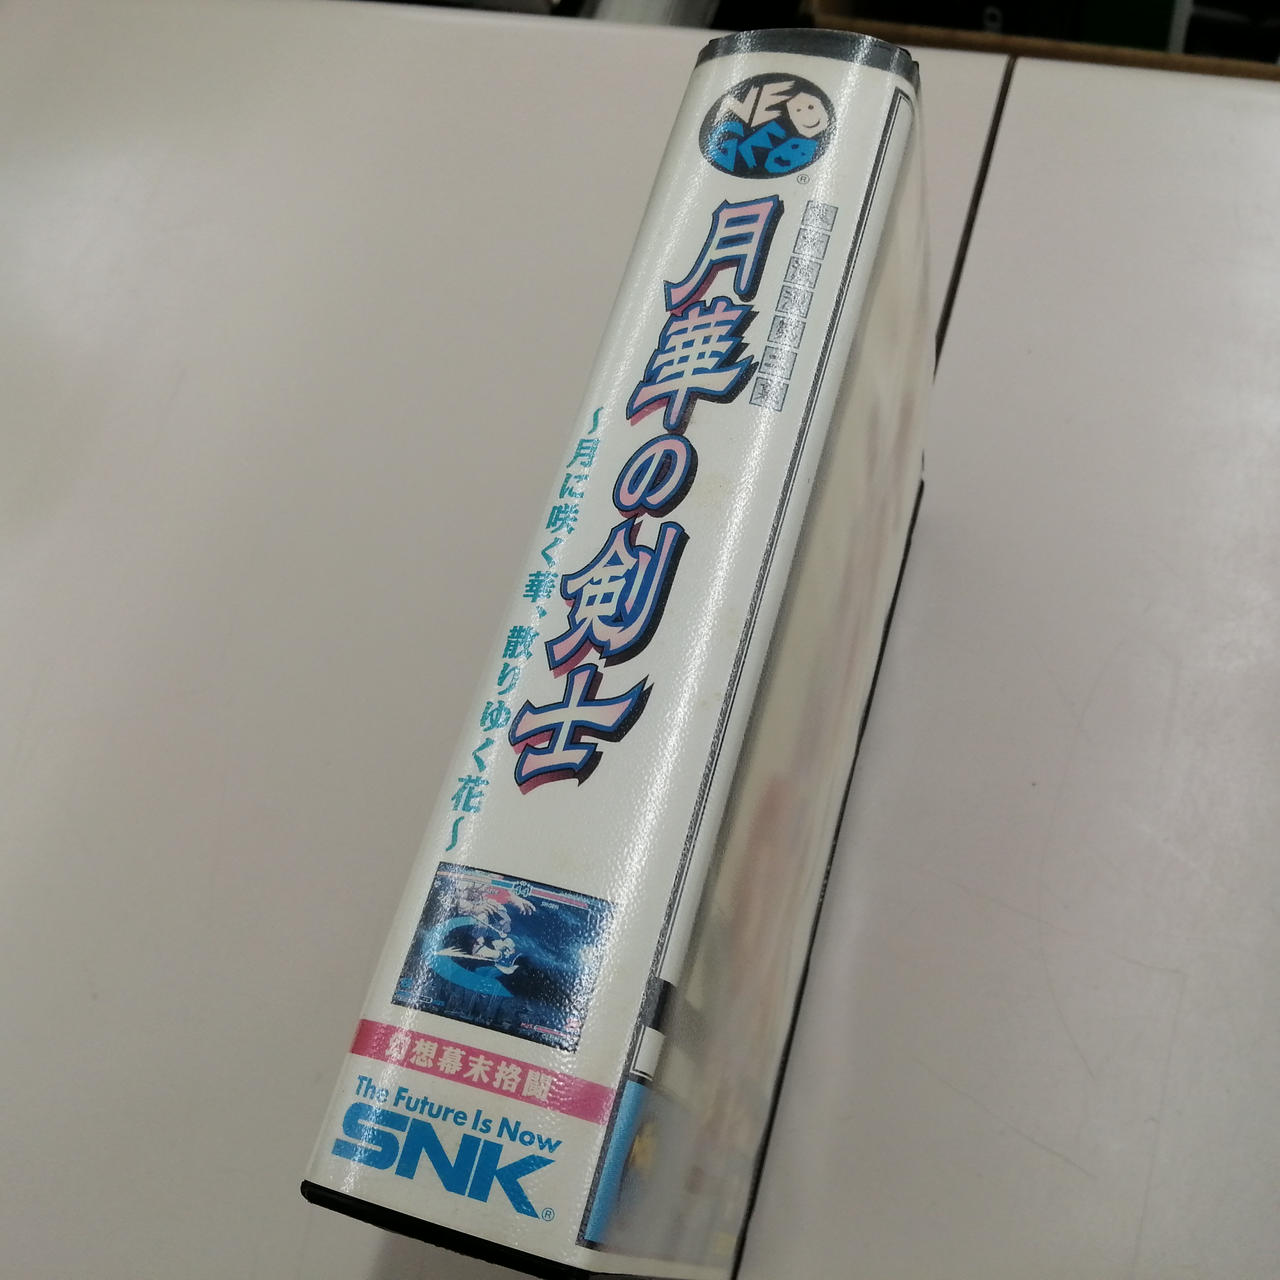 NEO
GEO
®
月華の剣士
〜月に咲く華、散りゆく花〜
幻想幕末格闘
The Future Is Now
SNK®